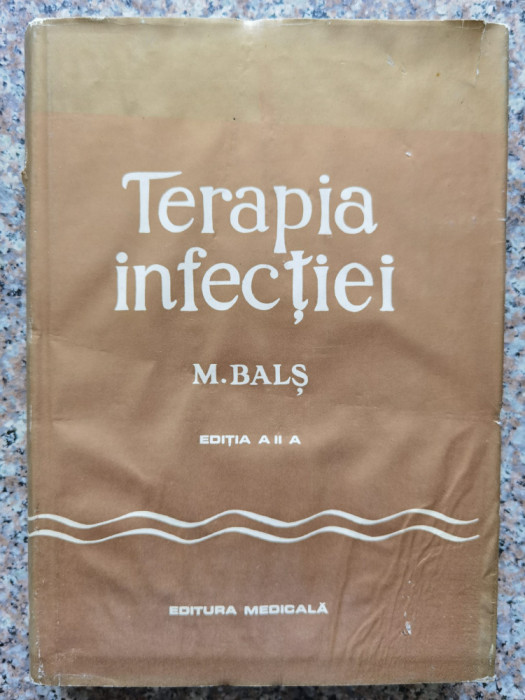 Terapia
infecției
M. BALȘ
EDIȚIA A II A
EDITURA MEDICALĂ